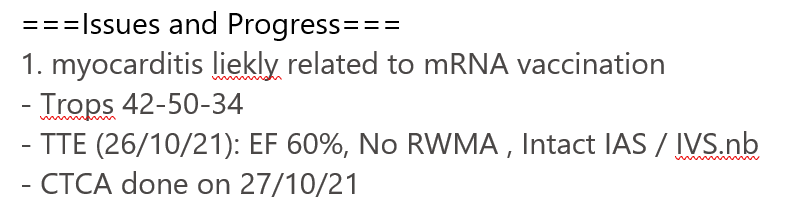 ===Issues and Progress===
1. myocarditis liekly related to mRNA vaccination
- Trops 42-50-34
- TTE (26/10/21): EF 60%, No RWMA , Intact IAS / IVS.nb
- CTCA done on 27/10/21